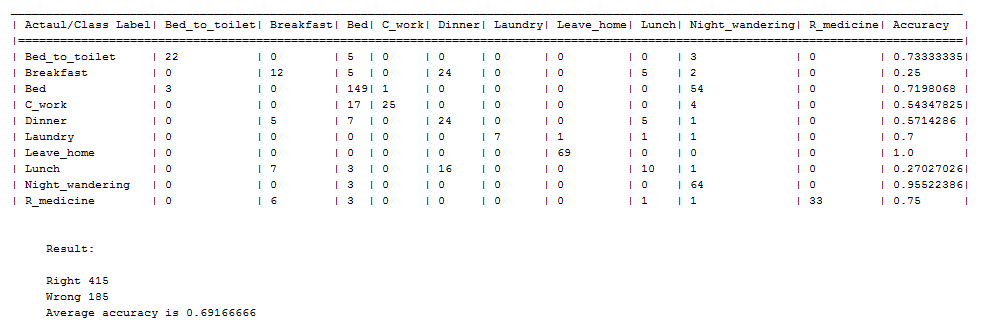 | Actaul/Class Label| Bed_to_toilet| Breakfast| Bed| C_work| Dinner| Laundry| Leave_home| Lunch| Night_wandering| R_medicine| Accuracy |
| Bed_to_toilet | 22 | 0 | 5 | 0 | 0 | 0 | 0 | 0 | 3 | 0 | 0.73333335|
| Breakfast | 0 | 12 | 5 | 0 | 24 | 0 | 0 | 5 | 2 | 0 | 0.25 |
| Bed | 3 | 0 | 149| 1 | 0 | 0 | 0 | 0 | 54 | 0 | 0.7198068 |
| C_work | 0 | 0 | 17 | 25 | 0 | 0 | 0 | 0 | 4 | 0 | 0.54347825|
| Dinner | 0 | 5 | 7 | 0 | 24 | 0 | 0 | 5 | 1 | 0 | 0.5714286 |
| Laundry | 0 | 0 | 0 | 0 | 0 | 7 | 1 | 1 | 1 | 0 | 0.7 |
| Leave_home | 0 | 0 | 0 | 0 | 0 | 0 | 69 | 0 | 0 | 0 | 1.0 |
| Lunch | 0 | 7 | 3 | 0 | 16 | 0 | 0 | 10 | 1 | 0 | 0.27027026|
| Night_wandering | 0 | 0 | 3 | 0 | 0 | 0 | 0 | 0 | 64 | 0 | 0.95522386|
| R_medicine | 0 | 6 | 3 | 0 | 0 | 0 | 0 | 1 | 1 | 33 | 0.75 |
Result:
Right 415
Wrong 185
Average accuracy is 0.69166666